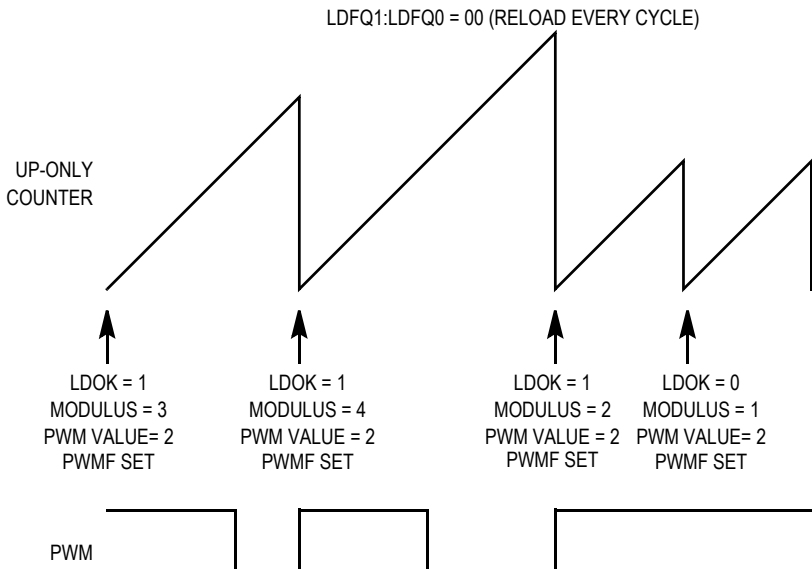 LDFQ1:LDFQ0 = 00 (RELOAD EVERY CYCLE)
UP-ONLY
COUNTER
LDOK = 1
MODULUS = 3
PWM VALUE= 2
PWMF SET
LDOK = 1
MODULUS = 4
PWM VALUE = 2
PWMF SET
LDOK = 1
MODULUS = 2
PWM VALUE = 2
PWMF SET
LDOK = 0
MODULUS = 1
PWM VALUE= 2
PWMF SET
PWM